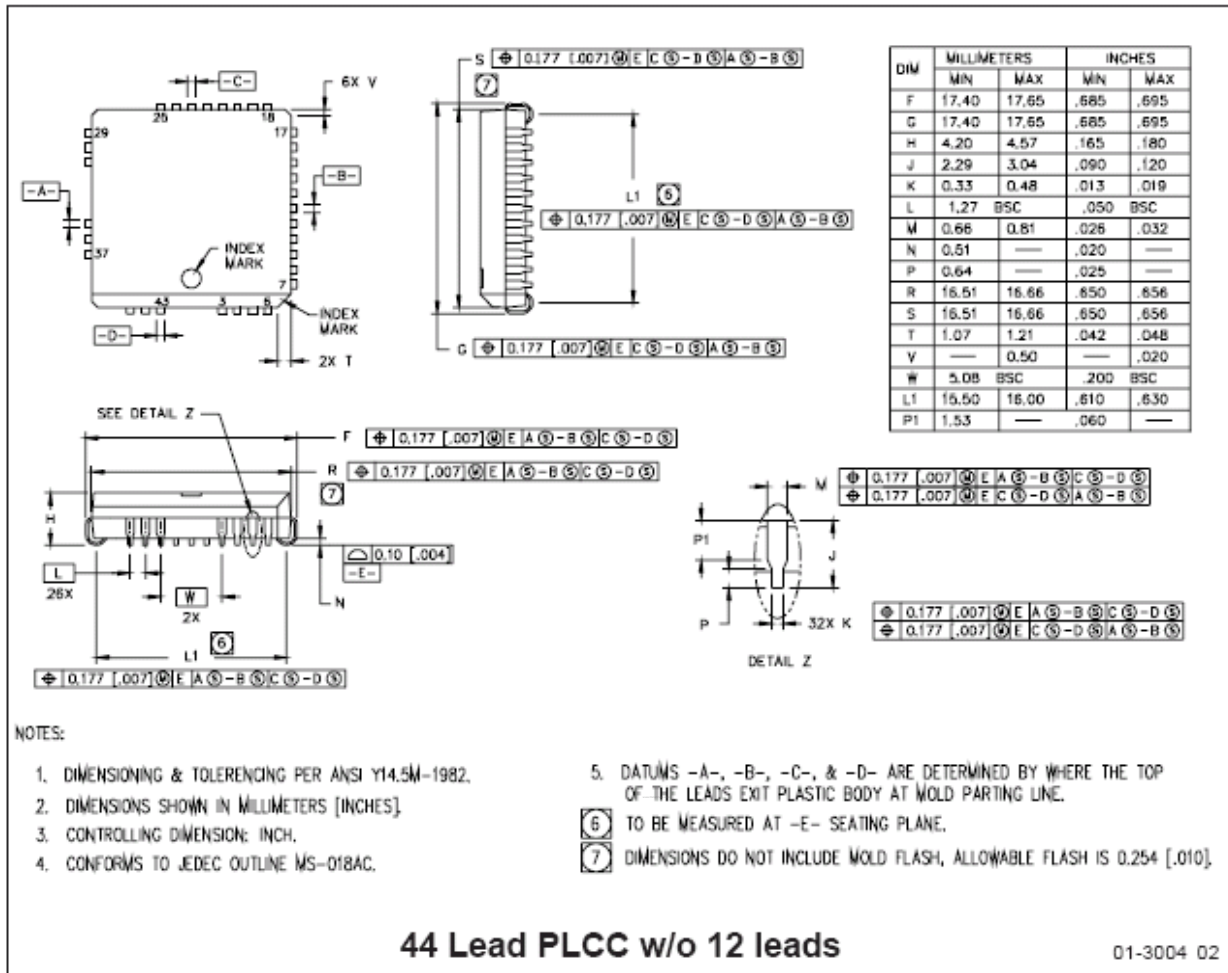 S ⌖ 0.177 [.007] Ⓜ E C Ⓢ-D Ⓢ A Ⓢ-B Ⓢ
7
-C-
6X V
26
18
29
17
-B-
-A-
37
INDEX
MARK
7
43
3
6
INDEX
MARK
-D-
2X T
L1 6
⌖ 0.177 [.007] Ⓜ E C Ⓢ-D Ⓢ A Ⓢ-B Ⓢ
G ⌖ 0.177 [.007] Ⓜ E C Ⓢ-D Ⓢ A Ⓢ-B Ⓢ
DIM MILLIMETERS INCHES
MIN MAX MIN MAX
F 17.40 17.65 .685 .695
G 17.40 17.65 .685 .695
H 4.20 4.57 .165 .180
J 2.29 3.04 .090 .120
K 0.33 0.48 .013 .019
L 1.27 BSC .050 BSC
M 0.66 0.81 .026 .032
N 0.51 — .020 —
P 0.64 — .025 —
R 16.51 16.66 .650 .656
S 16.51 16.66 .650 .656
T 1.07 1.21 .042 .048
V — 0.50 — .020
W 5.08 BSC .200 BSC
L1 15.50 16.00 .610 .630
P1 1.53 — .060 —
SEE DETAIL Z
F ⌖ 0.177 [.007] Ⓜ E A Ⓢ-B Ⓢ C Ⓢ-D Ⓢ
R ⌖ 0.177 [.007] Ⓜ E A Ⓢ-B Ⓢ C Ⓢ-D Ⓢ
7
H
⌓ 0.10 [.004]
-E-
L
26X
W
2X
N
L1 6
⌖ 0.177 [.007] Ⓜ E A Ⓢ-B Ⓢ C Ⓢ-D Ⓢ
M ⌖ 0.177 [.007] Ⓜ E A Ⓢ-B Ⓢ C Ⓢ-D Ⓢ
⌖ 0.177 [.007] Ⓜ E C Ⓢ-D Ⓢ A Ⓢ-B Ⓢ
P1
J
P
32X K
⌖ 0.177 [.007] Ⓜ E A Ⓢ-B Ⓢ C Ⓢ-D Ⓢ
⌖ 0.177 [.007] Ⓜ E C Ⓢ-D Ⓢ A Ⓢ-B Ⓢ
DETAIL Z
NOTES:
1. DIMENSIONING & TOLERENCING PER ANSI Y14.5M-1982.
2. DIMENSIONS SHOWN IN MILLIMETERS [INCHES].
3. CONTROLLING DIMENSION: INCH.
4. CONFORMS TO JEDEC OUTLINE MS-018AC.
5. DATUMS -A-, -B-, -C-, & -D- ARE DETERMINED BY WHERE THE TOP
OF THE LEADS EXIT PLASTIC BODY AT MOLD PARTING LINE.
6 TO BE MEASURED AT -E- SEATING PLANE.
7 DIMENSIONS DO NOT INCLUDE MOLD FLASH, ALLOWABLE FLASH IS 0.254 [.010].
44 Lead PLCC w/o 12 leads
01-3004 02